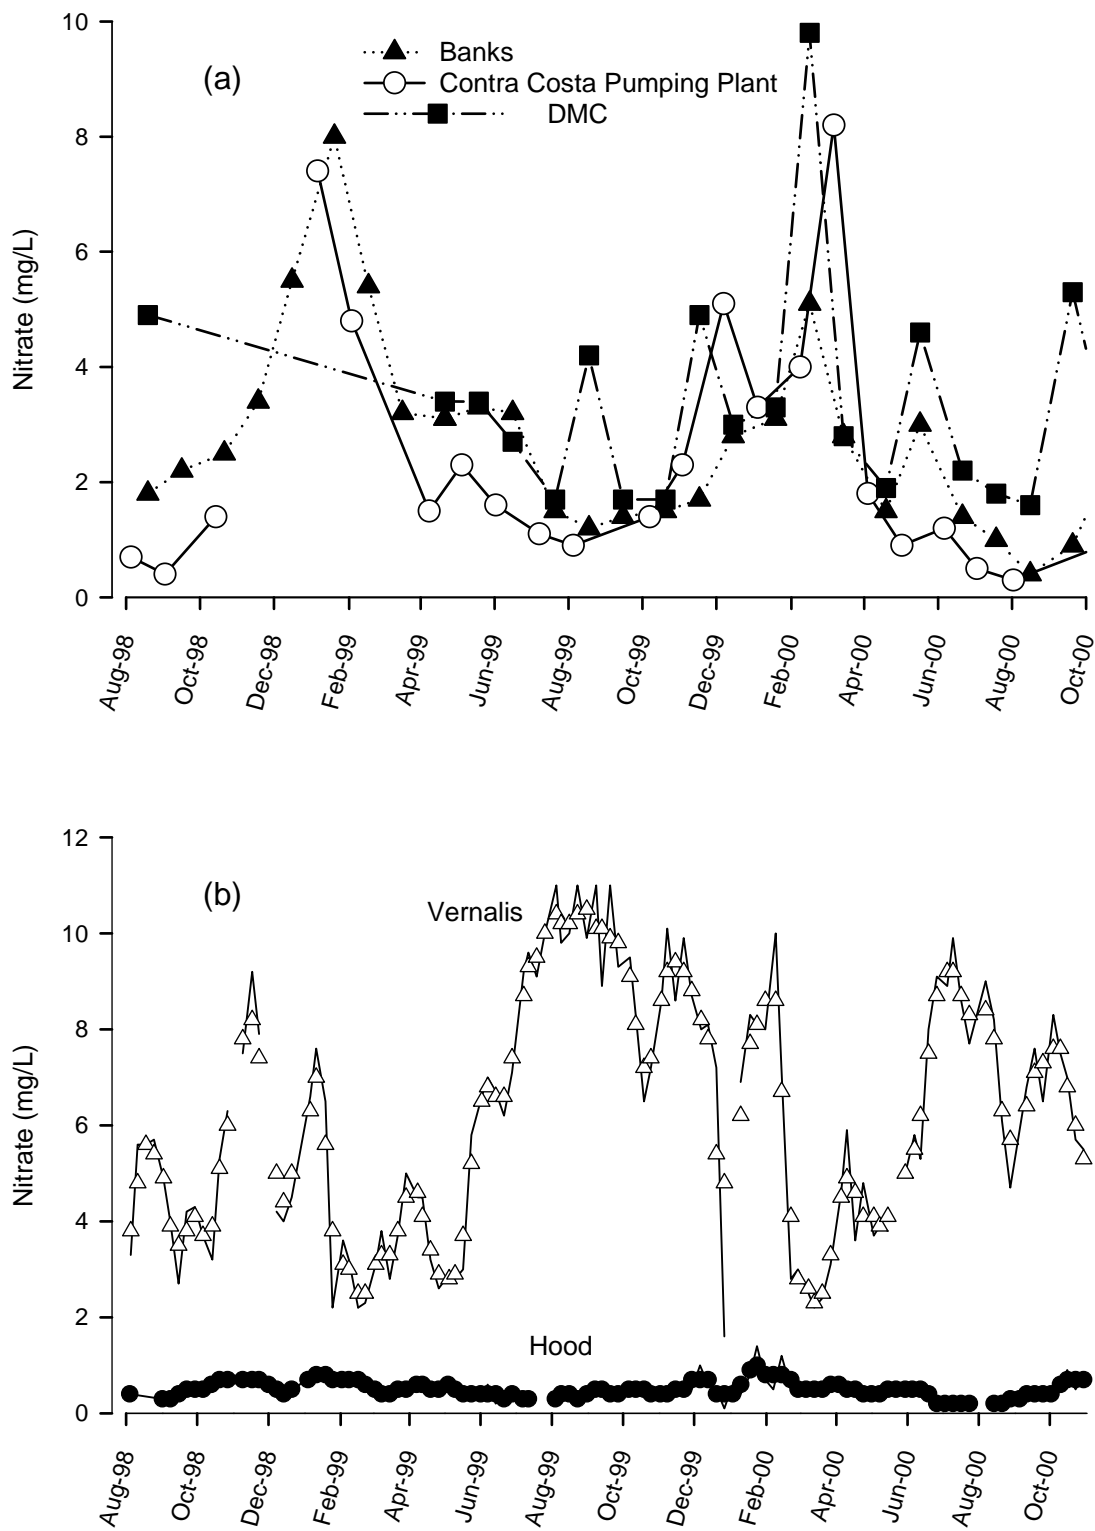 10
8
6
4
2
0
Nitrate (mg/L)
(a)
Banks
Contra Costa Pumping Plant
DMC
Aug-98
Oct-98
Dec-98
Feb-99
Apr-99
Jun-99
Aug-99
Oct-99
Dec-99
Feb-00
Apr-00
Jun-00
Aug-00
Oct-00
12
10
8
6
4
2
0
Nitrate (mg/L)
(b)
Vernalis
Hood
Aug-98
Oct-98
Dec-98
Feb-99
Apr-99
Jun-99
Aug-99
Oct-99
Dec-99
Feb-00
Apr-00
Jun-00
Aug-00
Oct-00